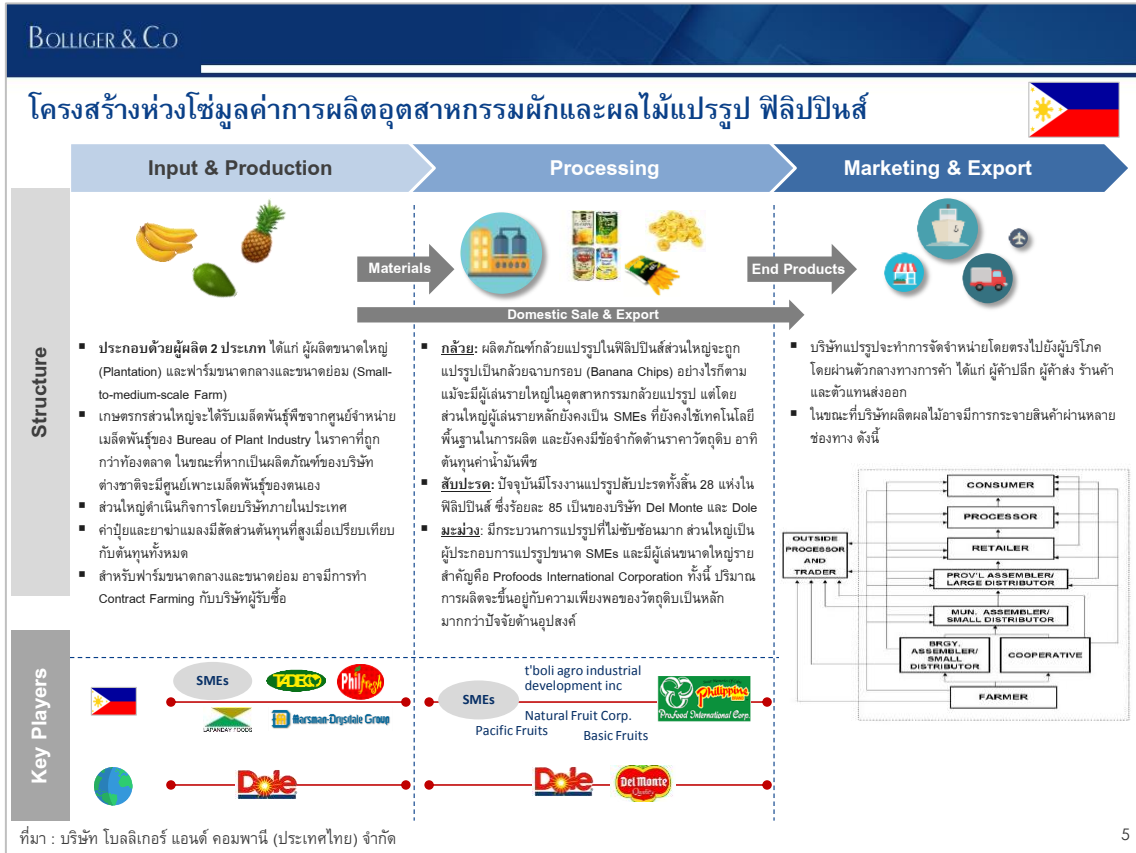 BOLLIGER & CO
โครงสร้างห่วงโซ่มูลค่าการผลิตอุตสาหกรรมผักและผลไม้แปรรูป ฟิลิปปินส์
Input & Production
Processing
Marketing & Export
Structure
Materials
End Products
Domestic Sale & Export
▪ ประกอบด้วยผู้ผลิต 2 ประเภท ได้แก่ ผู้ผลิตขนาดใหญ่
(Plantation) และฟาร์มขนาดกลางและขนาดย่อม (Small-
to-medium-scale Farm)
▪ เกษตรกรส่วนใหญ่จะได้รับเมล็ดพันธุ์พืชจากศูนย์จำหน่าย
เมล็ดพันธุ์ของ Bureau of Plant Industry ในราคาที่ถูก
กว่าท้องตลาด ในขณะที่หากเป็นผลิตภัณฑ์ของบริษัท
ต่างชาติจะมีศูนย์เพาะเมล็ดพันธุ์ของตนเอง
▪ ส่วนใหญ่ดำเนินกิจการโดยบริษัทภายในประเทศ
▪ ค่าปุ๋ยและยาฆ่าแมลงมีสัดส่วนต้นทุนที่สูงเมื่อเปรียบเทียบ
กับต้นทุนทั้งหมด
▪ สำหรับฟาร์มขนาดกลางและขนาดย่อม อาจมีการทำ
Contract Farming กับบริษัทผู้รับซื้อ
▪ กล้วย: ผลิตภัณฑ์กล้วยแปรรูปในฟิลิปปินส์ส่วนใหญ่จะถูก
แปรรูปเป็นกล้วยฉาบกรอบ (Banana Chips) อย่างไรก็ตาม
แม้จะมีผู้เล่นรายใหญ่ในอุตสาหกรรมกล้วยแปรรูป แต่โดย
ส่วนใหญ่ผู้เล่นรายหลักยังคงเป็น SMEs ที่ยังคงใช้เทคโนโลยี
พื้นฐานในการผลิต และยังคงมีข้อจำกัดด้านราคาวัตถุดิบ อาทิ
ต้นทุนค่าน้ำมันพืช
▪ สับปะรด: ปัจจุบันมีโรงงานแปรรูปสับปะรดทั้งสิ้น 28 แห่งใน
ฟิลิปปินส์ ซึ่งร้อยละ 85 เป็นของบริษัท Del Monte และ Dole
▪ มะม่วง: มีกระบวนการแปรรูปที่ไม่ซับซ้อนมาก ส่วนใหญ่เป็น
ผู้ประกอบการแปรรูปขนาด SMEs และมีผู้เล่นขนาดใหญ่ราย
สำคัญคือ Profoods International Corporation ทั้งนี้ ปริมาณ
การผลิตจะขึ้นอยู่กับความเพียงพอของวัตถุดิบเป็นหลัก
มากกว่าปัจจัยด้านอุปสงค์
▪ บริษัทแปรรูปจะทำการจัดจำหน่ายโดยตรงไปยังผู้บริโภค
โดยผ่านตัวกลางทางการค้า ได้แก่ ผู้ค้าปลีก ผู้ค้าส่ง ร้านค้า
และตัวแทนส่งออก
▪ ในขณะที่บริษัทผลิตผลไม้อาจมีการกระจายสินค้าผ่านหลาย
ช่องทาง ดังนี้
CONSUMER
PROCESSOR
RETAILER
OUTSIDE
PROCESSOR
AND
TRADER
PROV'L ASSEMBLER/
LARGE DISTRIBUTOR
MUN. ASSEMBLER/
SMALL DISTRIBUTOR
BRGY.
ASSEMBLER/
SMALL
DISTRIBUTOR
COOPERATIVE
FARMER
Key Players
SMEs
TADECO
Philfresh
LAPANDAY FOODS
Marsman-Drysdale Group
Dole
t'boli agro industrial
development inc
SMEs
Natural Fruit Corp.
Pacific Fruits
Basic Fruits
Philippine
Profood International Corp.
Dole
Del Monte
Quality
ที่มา : บริษัท โบลลิเกอร์ แอนด์ คอมพานี (ประเทศไทย) จำกัด
5